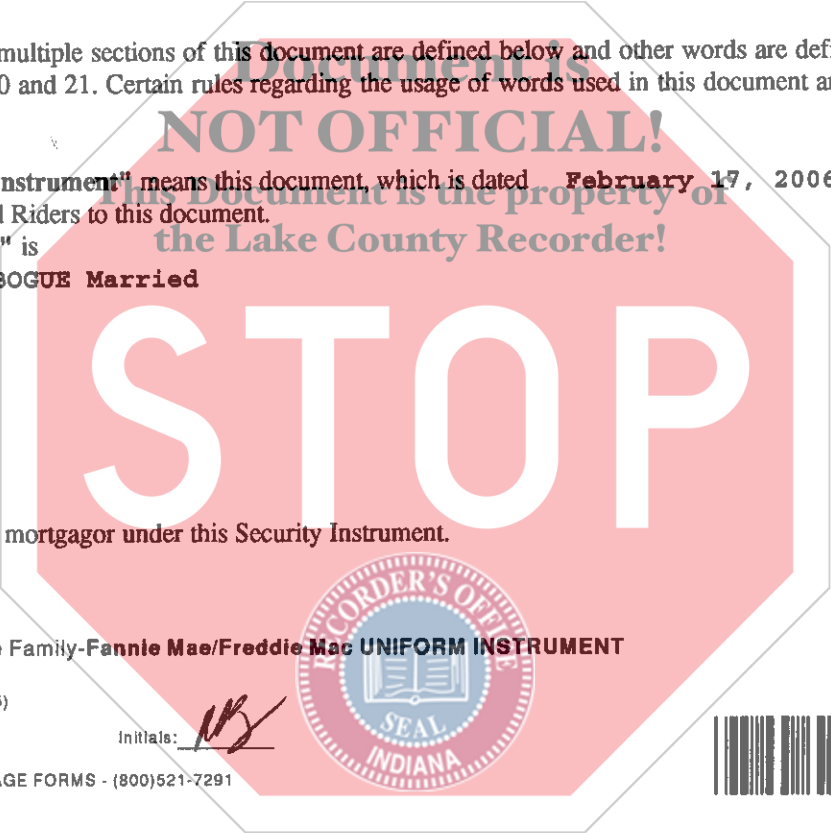 multiple sections of this document are defined below and other words are defi
Document is
0 and 21. Certain rules regarding the usage of words used in this document ar
NOT OFFICIAL!
nstrument" means this document, which is dated February 17, 2006
This Document is the property of
l Riders to this document.
the Lake County Recorder!
" is
BOGUE Married
STOP
mortgagor under this Security Instrument.
RECORDER'S OFFICE
e Family-Fannie Mae/Freddie Mac UNIFORM INSTRUMENT
)
Initials:
SEAL
INDIANA
AGE FORMS - (800)521-7291